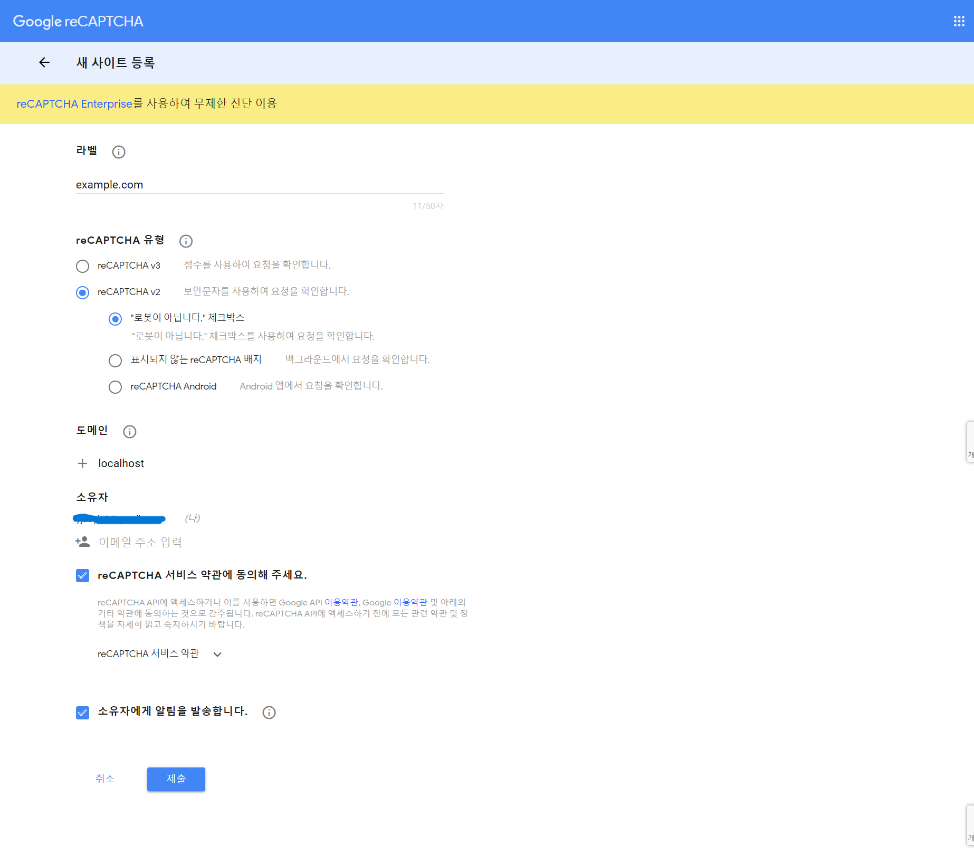 Google reCAPTCHA
새 사이트 등록
reCAPTCHA Enterprise를 사용하여 무제한 진단 이용
라벨
example.com
11/50자
reCAPTCHA 유형
reCAPTCHA v3 점수를 사용하여 요청을 확인합니다.
reCAPTCHA v2 보안문자를 사용하여 요청을 확인합니다.
"로봇이 아닙니다." 체크박스
"로봇이 아닙니다." 체크박스를 사용하여 요청을 확인합니다.
표시되지 않는 reCAPTCHA 배지 백그라운드에서 요청을 확인합니다.
reCAPTCHA Android Android 앱에서 요청을 확인합니다.
도메인
localhost
소유자
(나)
이메일 주소 입력
reCAPTCHA 서비스 약관에 동의해 주세요.
reCAPTCHA API에 액세스하거나 이를 사용하면 Google API 이용약관, Google 이용약관 및 아래의
기타 약관에 동의하는 것으로 간주됩니다. reCAPTCHA API에 액세스하기 전에 모든 관련 약관 및 정
책을 자세히 읽고 숙지하시기 바랍니다.
reCAPTCHA 서비스 약관
소유자에게 알림을 발송합니다.
취소 제출